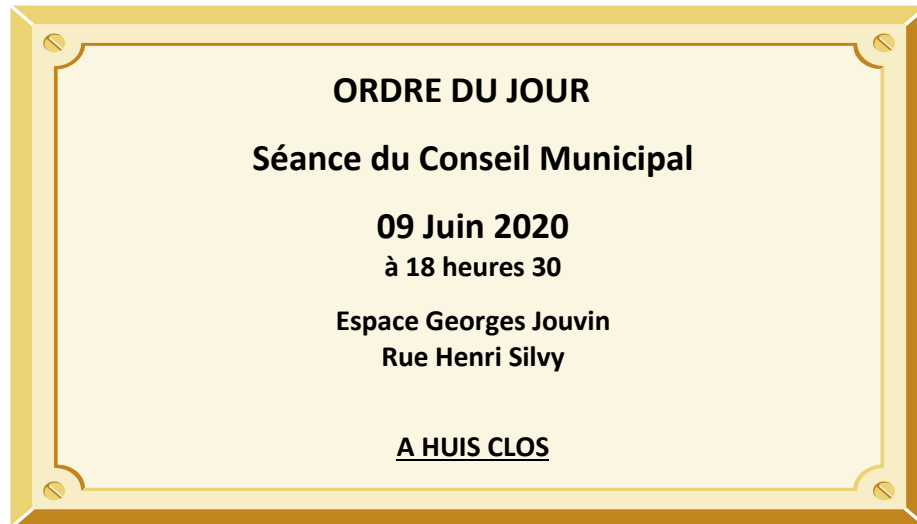 ORDRE DU JOUR
Séance du Conseil Municipal
09 Juin 2020
à 18 heures 30
Espace Georges Jouvin
Rue Henri Silvy
A HUIS CLOS